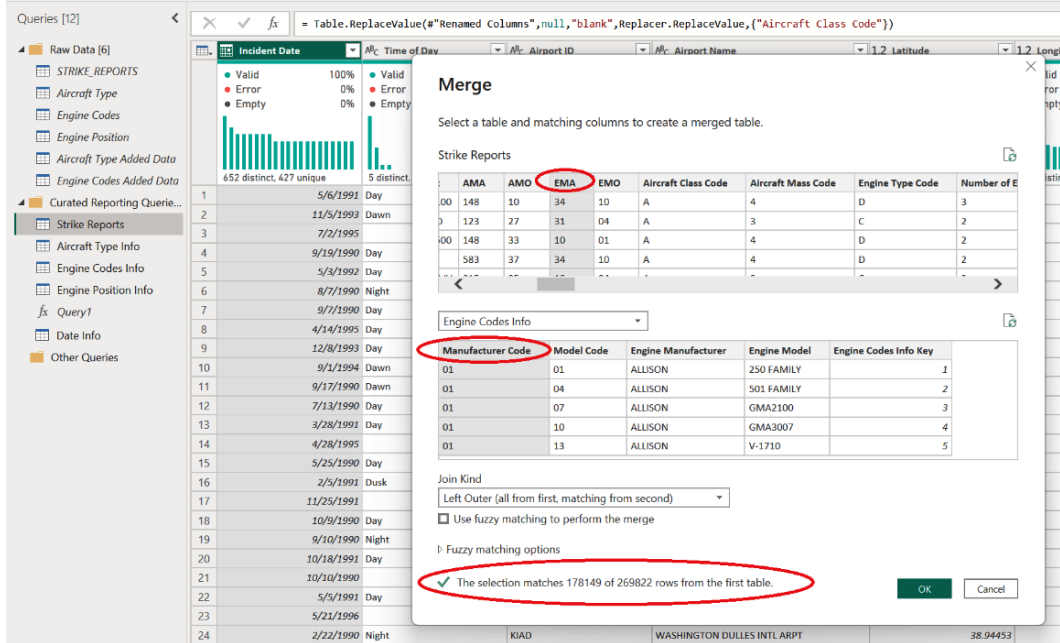 Queries [12]
= Table.ReplaceValue(#"Renamed Columns",null,"blank",Replacer.ReplaceValue,{"Aircraft Class Code"})
Raw Data [6]
STRIKE_REPORTS
Aircraft Type
Engine Codes
Engine Position
Aircraft Type Added Data
Engine Codes Added Data
Curated Reporting Querie...
Strike Reports
Aircraft Type Info
Engine Codes Info
Engine Position Info
fx Query1
Date Info
Other Queries
fx
Incident Date
ABC Time of Day
ABC Airport ID
ABC Airport Name
1.2 Latitude
1.2 Longi
Valid 100%
Error 0%
Empty 0%
652 distinct, 427 unique
Valid
Error
Empty
5 distinct,
1 5/6/1991 Day
2 11/5/1993 Dawn
3 7/2/1995
4 9/19/1990 Day
5 5/3/1992 Day
6 8/7/1990 Night
7 9/7/1990 Day
8 4/14/1995 Day
9 12/8/1993 Day
10 9/1/1994 Dawn
11 9/17/1990 Dawn
12 7/13/1990 Day
13 3/28/1991 Day
14 4/28/1995
15 5/25/1990 Day
16 2/5/1991 Dusk
17 11/25/1991
18 10/9/1990 Day
19 9/10/1990 Night
20 10/18/1991 Day
21 10/10/1990
22 5/5/1991 Day
23 5/21/1996
24 2/22/1990 Night KIAD WASHINGTON DULLES INTL ARPT 38.94453
Merge
Select a table and matching columns to create a merged table.
Strike Reports
AMA AMO EMA EMO Aircraft Class Code Aircraft Mass Code Engine Type Code Number of E
00 148 10 34 10 A 4 D 3
123 27 31 04 A 3 C 2
00 148 33 10 01 A 4 D 2
583 37 34 10 A 4 D 2
Engine Codes Info
Manufacturer Code Model Code Engine Manufacturer Engine Model Engine Codes Info Key
01 01 ALLISON 250 FAMILY 1
01 04 ALLISON 501 FAMILY 2
01 07 ALLISON GMA2100 3
01 10 ALLISON GMA3007 4
01 13 ALLISON V-1710 5
Join Kind
Left Outer (all from first, matching from second)
Use fuzzy matching to perform the merge
Fuzzy matching options
The selection matches 178149 of 269822 rows from the first table.
OK
Cancel